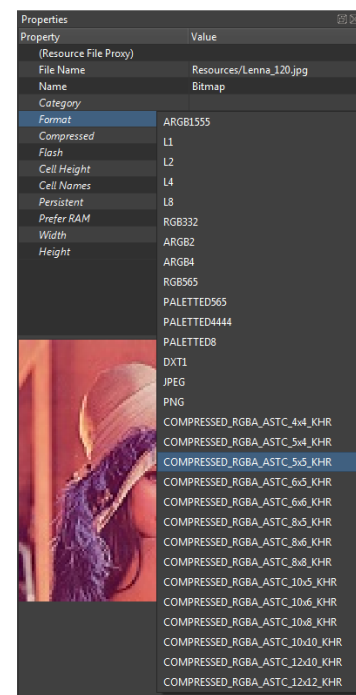 Properties
Property Value
(Resource File Proxy)
File Name Resources/Lenna_120.jpg
Name Bitmap
Category
Format
Compressed
Flash
Cell Height
Cell Names
Persistent
Prefer RAM
Width
Height
ARGB1555
L1
L2
L4
L8
RGB332
ARGB2
ARGB4
RGB565
PALETTED565
PALETTED4444
PALETTED8
DXT1
JPEG
PNG
COMPRESSED_RGBA_ASTC_4x4_KHR
COMPRESSED_RGBA_ASTC_5x4_KHR
COMPRESSED_RGBA_ASTC_5x5_KHR
COMPRESSED_RGBA_ASTC_6x5_KHR
COMPRESSED_RGBA_ASTC_6x6_KHR
COMPRESSED_RGBA_ASTC_8x5_KHR
COMPRESSED_RGBA_ASTC_8x6_KHR
COMPRESSED_RGBA_ASTC_8x8_KHR
COMPRESSED_RGBA_ASTC_10x5_KHR
COMPRESSED_RGBA_ASTC_10x6_KHR
COMPRESSED_RGBA_ASTC_10x8_KHR
COMPRESSED_RGBA_ASTC_10x10_KHR
COMPRESSED_RGBA_ASTC_12x10_KHR
COMPRESSED_RGBA_ASTC_12x12_KHR